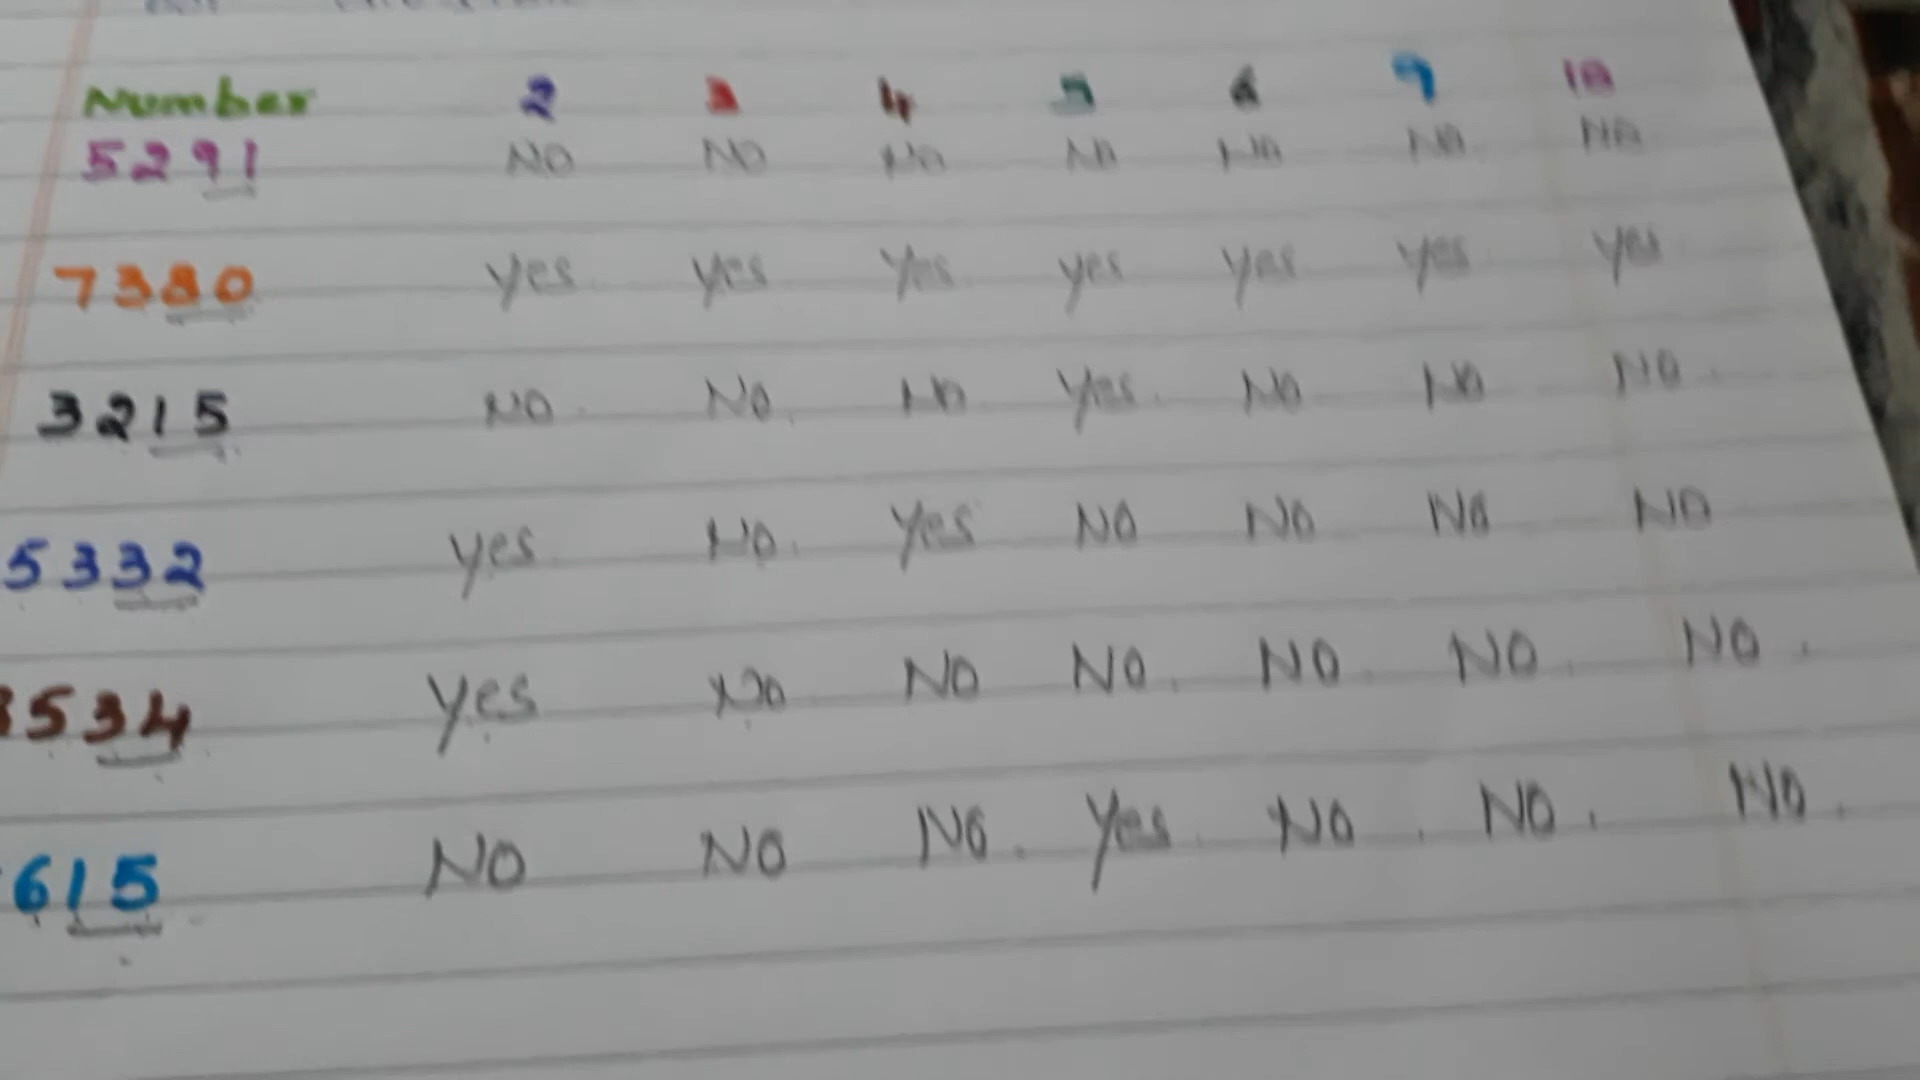 Number 2 3 4 5 6 9 10
5291 NO NO NO NO NO NO NO
7380 yes yes yes yes yes yes yes
3215 NO No. NO Yes. NO NO NO.
5332 yes No. Yes NO NO NO NO
3534 yes NO NO NO. NO. NO. NO.
615 NO NO NO. Yes. NO. NO. NO.